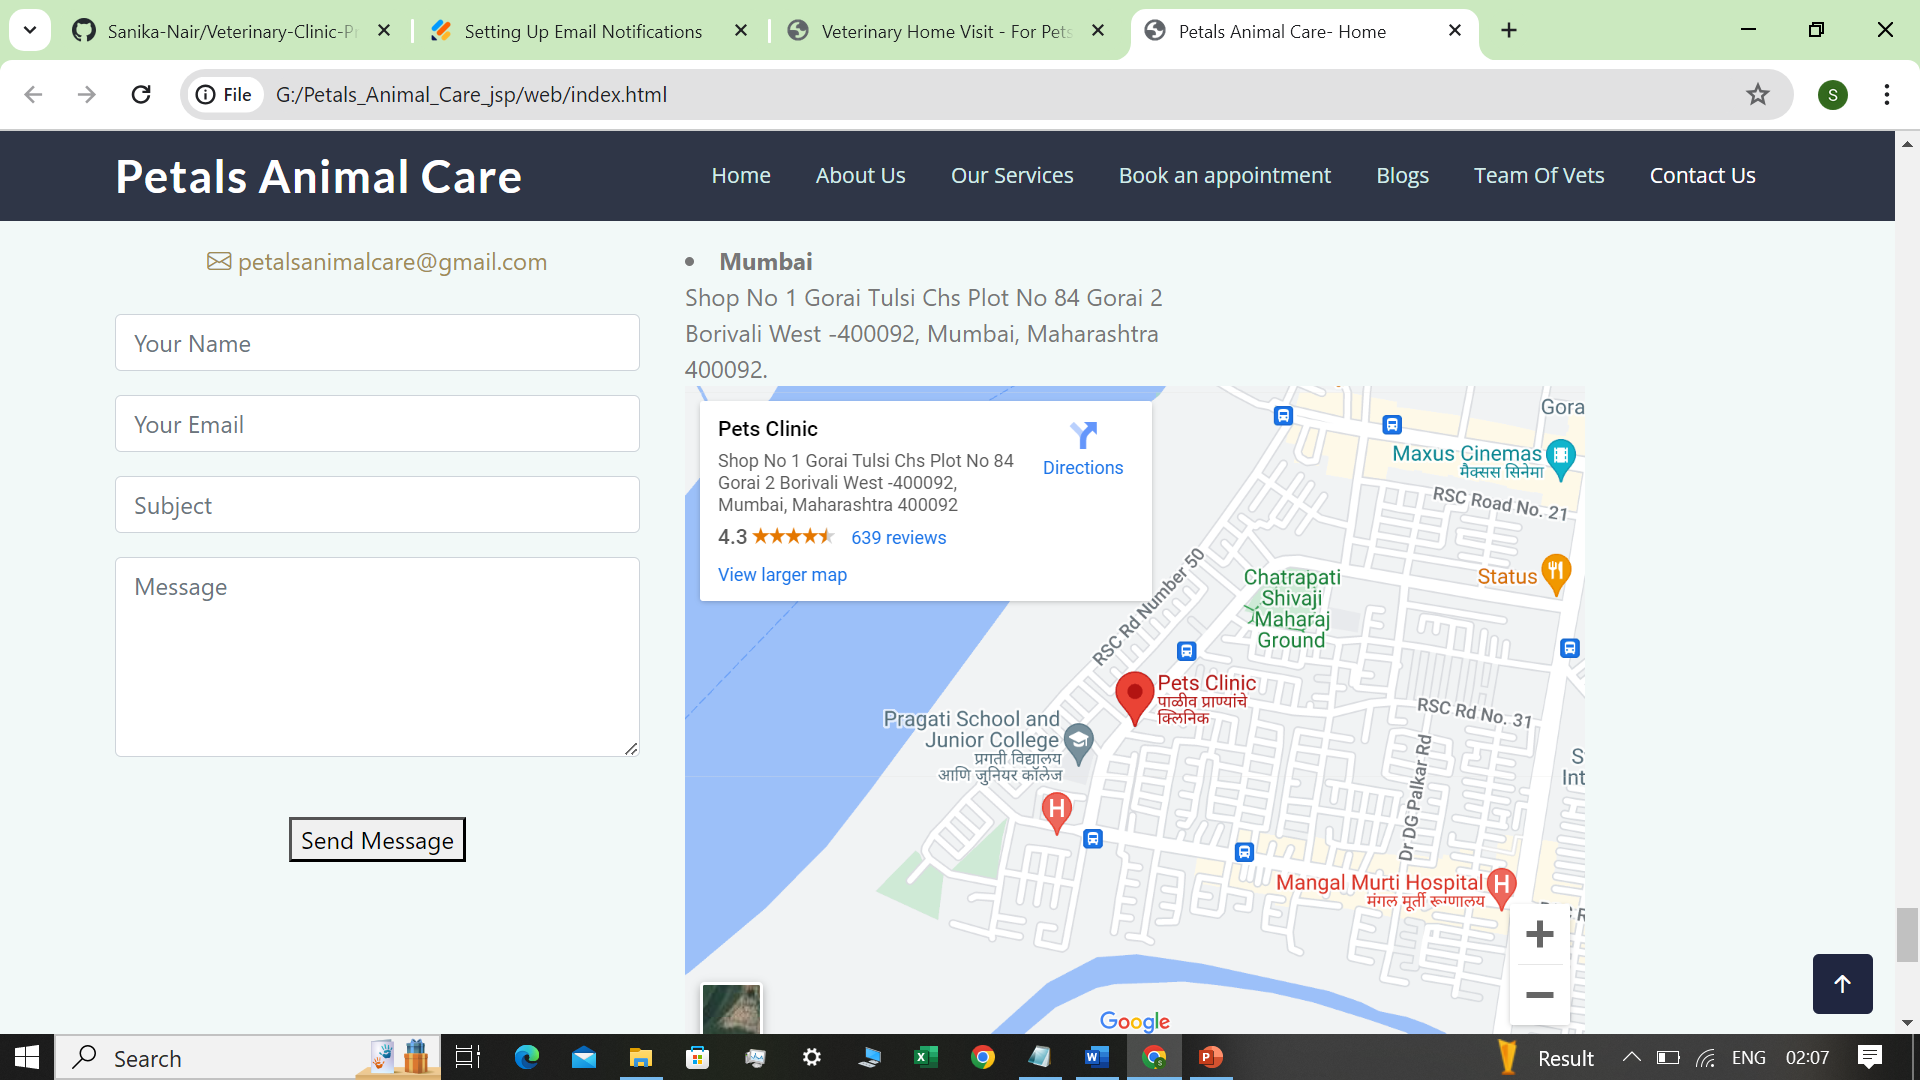 Sanika-Nair/Veterinary-Clinic-P
Setting Up Email Notifications
Veterinary Home Visit - For Pets
Petals Animal Care- Home
File
G:/Petals_Animal_Care_jsp/web/index.html
S
Petals Animal Care
Home
About Us
Our Services
Book an appointment
Blogs
Team Of Vets
Contact Us
petalsanimalcare@gmail.com
Your Name
Your Email
Subject
Message
Send Message
Mumbai
Shop No 1 Gorai Tulsi Chs Plot No 84 Gorai 2
Borivali West -400092, Mumbai, Maharashtra
400092.
Pets Clinic
Shop No 1 Gorai Tulsi Chs Plot No 84
Gorai 2 Borivali West -400092,
Mumbai, Maharashtra 400092
Directions
4.3
639 reviews
View larger map
Gora
Maxus Cinemas
मैक्सस सिनेमा
RSC Road No. 21
Status
RSC Rd Number 50
Chatrapati
Shivaji
Maharaj
Ground
Pets Clinic
पाळीव प्राण्यांचे
क्लिनिक
RSC Rd No. 31
Pragati School and
Junior College
प्रगती विद्यालय
आणि जुनियर कॉलेज
S
Int
Dr DG Palkar Rd
H
Mangal Murti Hospital
मंगल मूर्ती रूग्णालय
H
Google
Search
Result
ENG
02:07